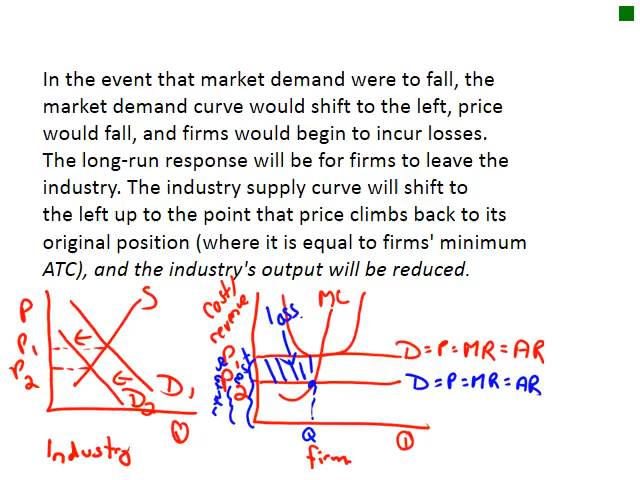 In the event that market demand were to fall, the
market demand curve would shift to the left, price
would fall, and firms would begin to incur losses.
The long-run response will be for firms to leave the
industry. The industry supply curve will shift to
the left up to the point that price climbs back to its
original position (where it is equal to firms' minimum
ATC), and the industry's output will be reduced.
P
S
P1
P2
D1
D2
Q
Industry
cost/
revenue
loss
MC
P1
D=P=MR=AR
P2
D=P=MR=AR
revenue
cost
Q
Q
firm